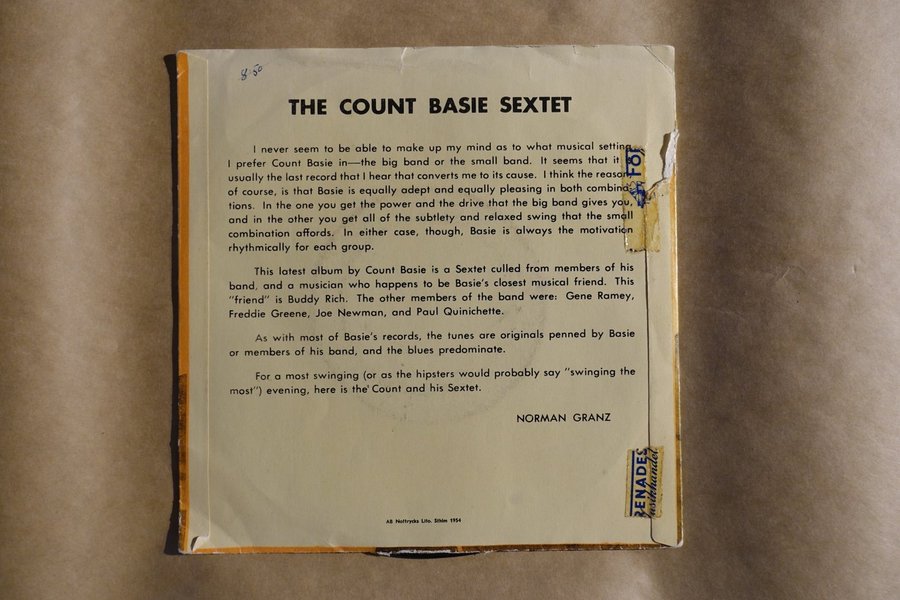 8.50
THE COUNT BASIE SEXTET
I never seem to be able to make up my mind as to what musical setting
I prefer Count Basie in—the big band or the small band. It seems that it
usually the last record that I hear that converts me to its cause. I think the reason,
of course, is that Basie is equally adept and equally pleasing in both combina-
tions. In the one you get the power and the drive that the big band gives you,
and in the other you get all of the subtlety and relaxed swing that the small
combination affords. In either case, though, Basie is always the motivation
rhythmically for each group.
This latest album by Count Basie is a Sextet culled from members of his
band, and a musician who happens to be Basie's closest musical friend. This
"friend" is Buddy Rich. The other members of the band were: Gene Ramey,
Freddie Greene, Joe Newman, and Paul Quinichette.
As with most of Basie's records, the tunes are originals penned by Basie
or members of his band, and the blues predominate.
For a most swinging (or as the hipsters would probably say "swinging the
most") evening, here is the Count and his Sextet.
NORMAN GRANZ
AB Nottrycks Lito. Sthlm 1954
FÖR
RENADES
usikhandel